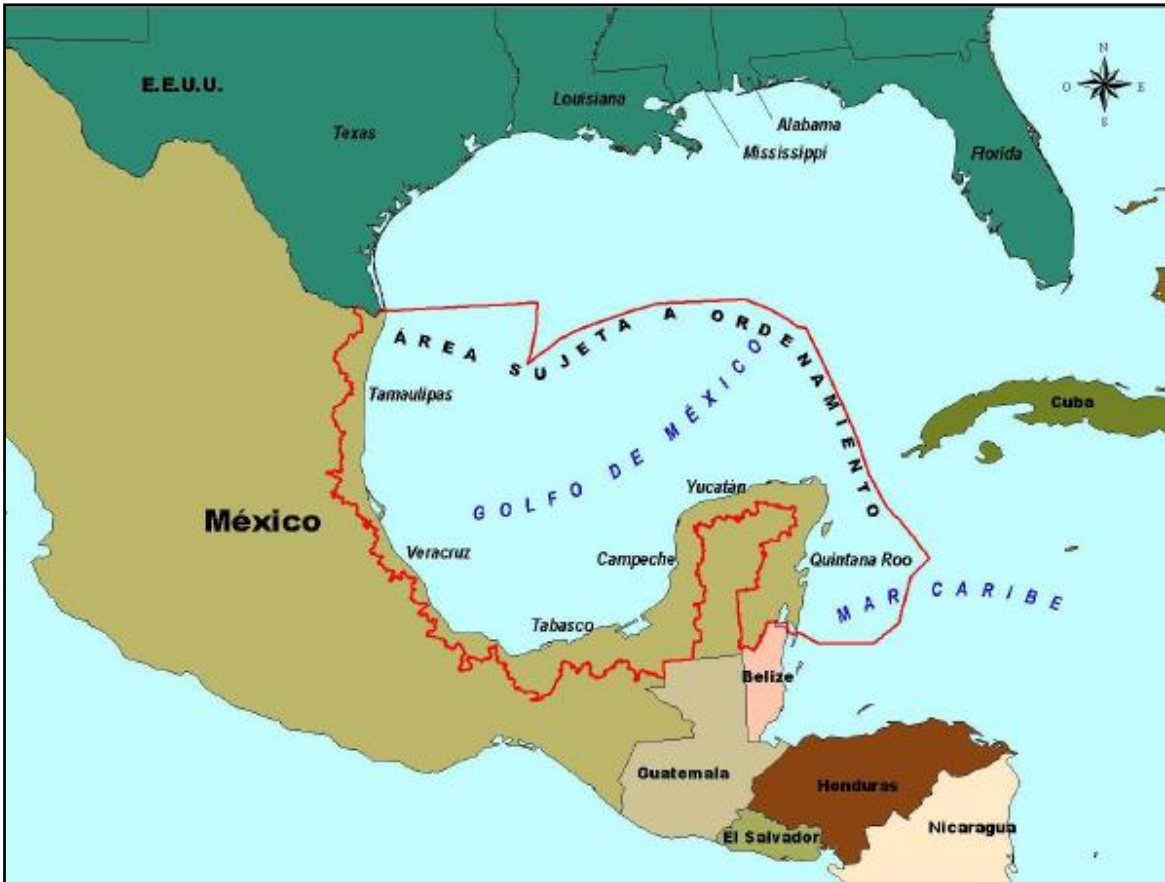 N
O
E
S
E.E.U.U.
Texas
Louisiana
Alabama
Mississippi
Florida
ÁREA SUJETA A ORDENAMIENTO
Tamaulipas
GOLFO DE MÉXICO
Cuba
Yucatán
México
Veracruz
Campeche
Quintana Roo
MAR CARIBE
Tabasco
Belize
Guatemala
Honduras
El Salvador
Nicaragua